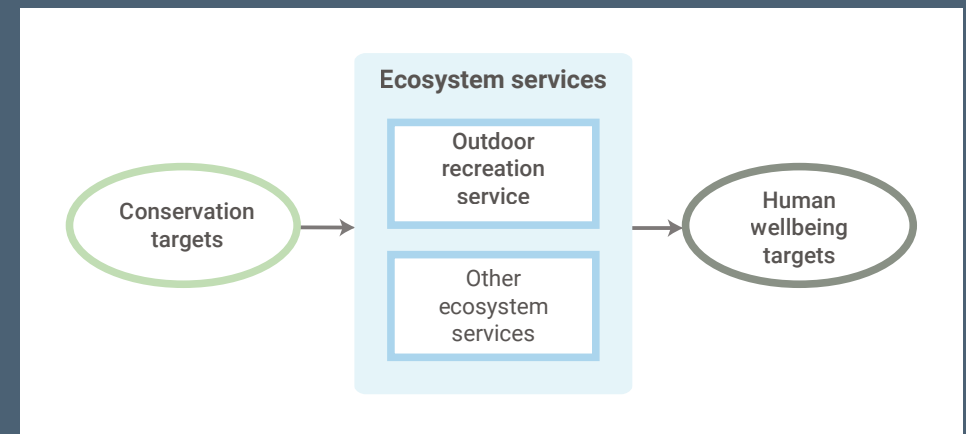 Ecosystem services
Outdoor
recreation
service
Conservation
targets
Human
wellbeing
targets
Other
ecosystem
services